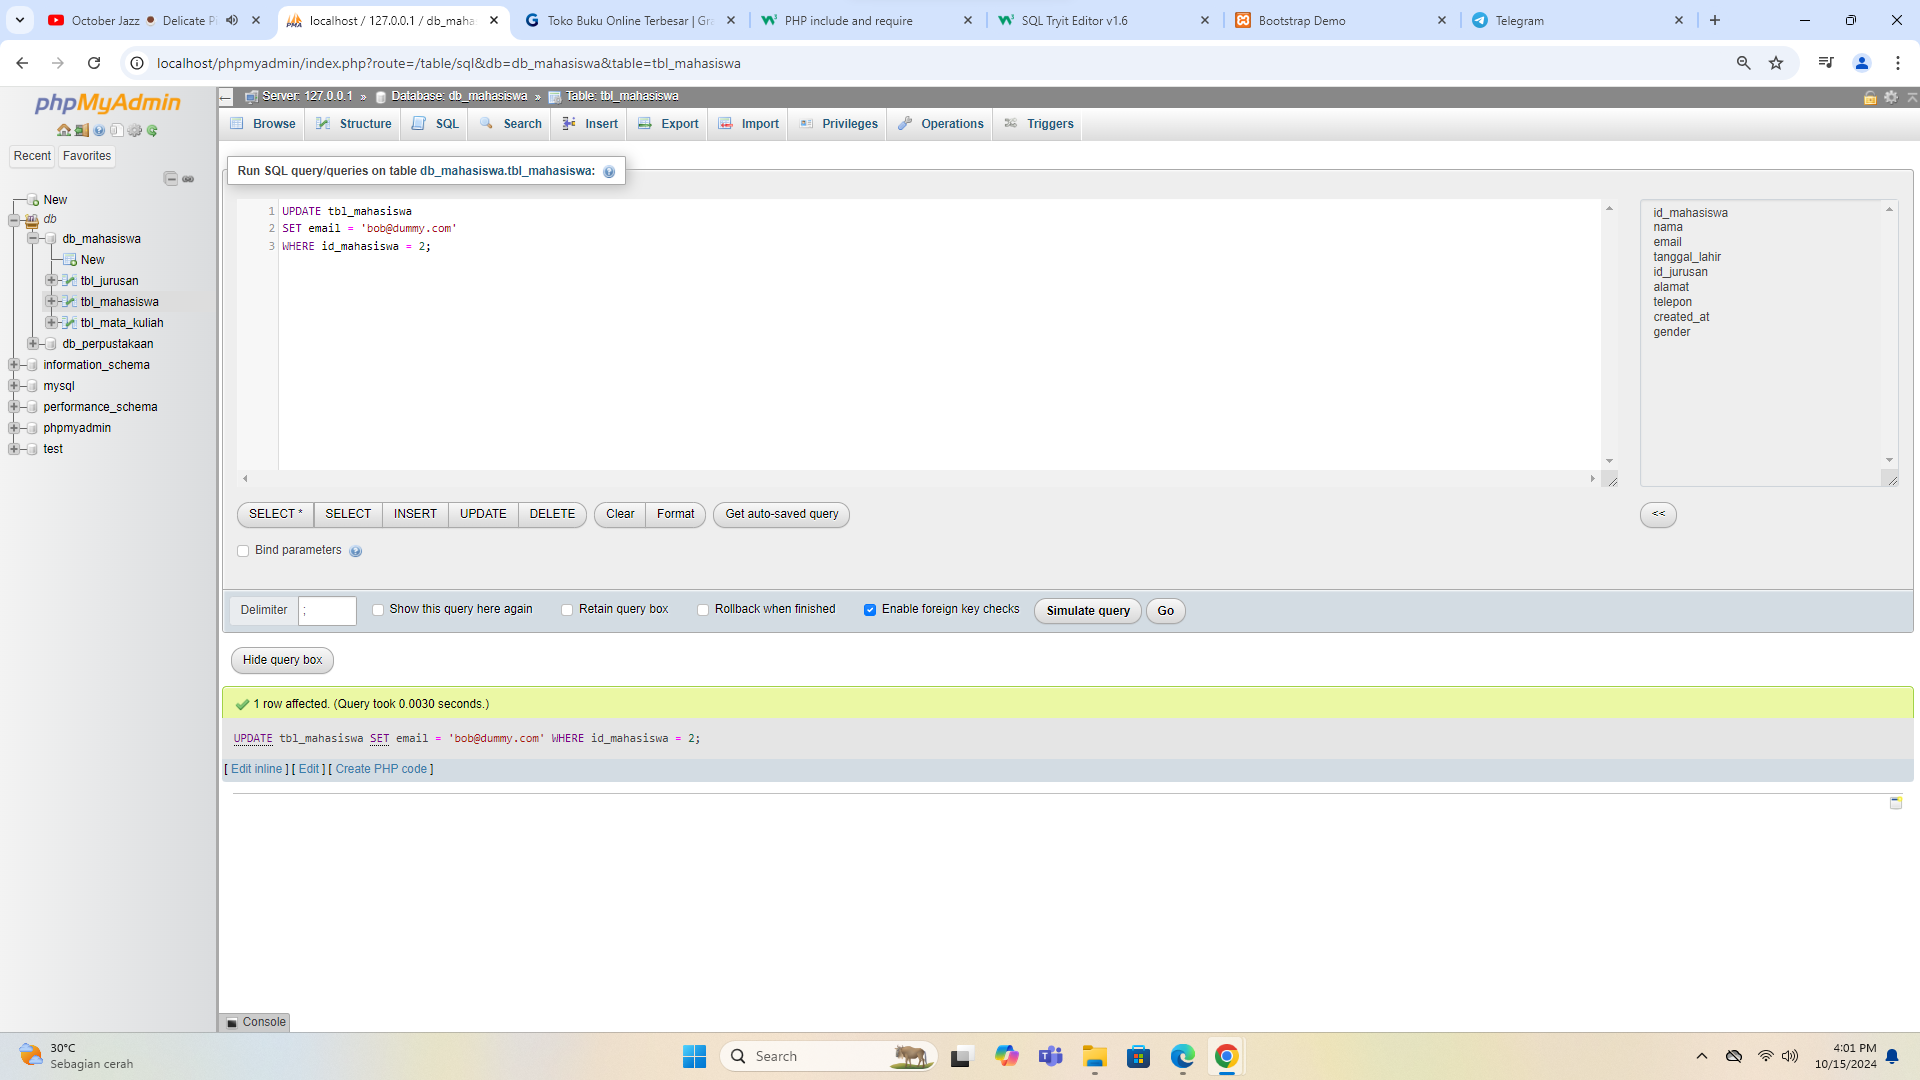 October Jazz
Delicate Pi
localhost / 127.0.0.1 / db_mahas
Toko Buku Online Terbesar | Gra
PHP include and require
SQL Tryit Editor v1.6
Bootstrap Demo
Telegram
localhost/phpmyadmin/index.php?route=/table/sql&db=db_mahasiswa&table=tbl_mahasiswa
phpMyAdmin
Recent
Favorites
New
db
db_mahasiswa
New
tbl_jurusan
tbl_mahasiswa
tbl_mata_kuliah
db_perpustakaan
information_schema
mysql
performance_schema
phpmyadmin
test
Server: 127.0.0.1 » Database: db_mahasiswa » Table: tbl_mahasiswa
Browse Structure SQL Search Insert Export Import Privileges Operations Triggers
Run SQL query/queries on table db_mahasiswa.tbl_mahasiswa:
1 UPDATE tbl_mahasiswa
2 SET email = 'bob@dummy.com'
3 WHERE id_mahasiswa = 2;
id_mahasiswa
nama
email
tanggal_lahir
id_jurusan
alamat
telepon
created_at
gender
SELECT * SELECT INSERT UPDATE DELETE Clear Format Get auto-saved query <<
Bind parameters
Delimiter ; Show this query here again Retain query box Rollback when finished Enable foreign key checks Simulate query Go
Hide query box
1 row affected. (Query took 0.0030 seconds.)
UPDATE tbl_mahasiswa SET email = 'bob@dummy.com' WHERE id_mahasiswa = 2;
[ Edit inline ] [ Edit ] [ Create PHP code ]
Console
30°C
Sebagian cerah
Search
4:01 PM
10/15/2024